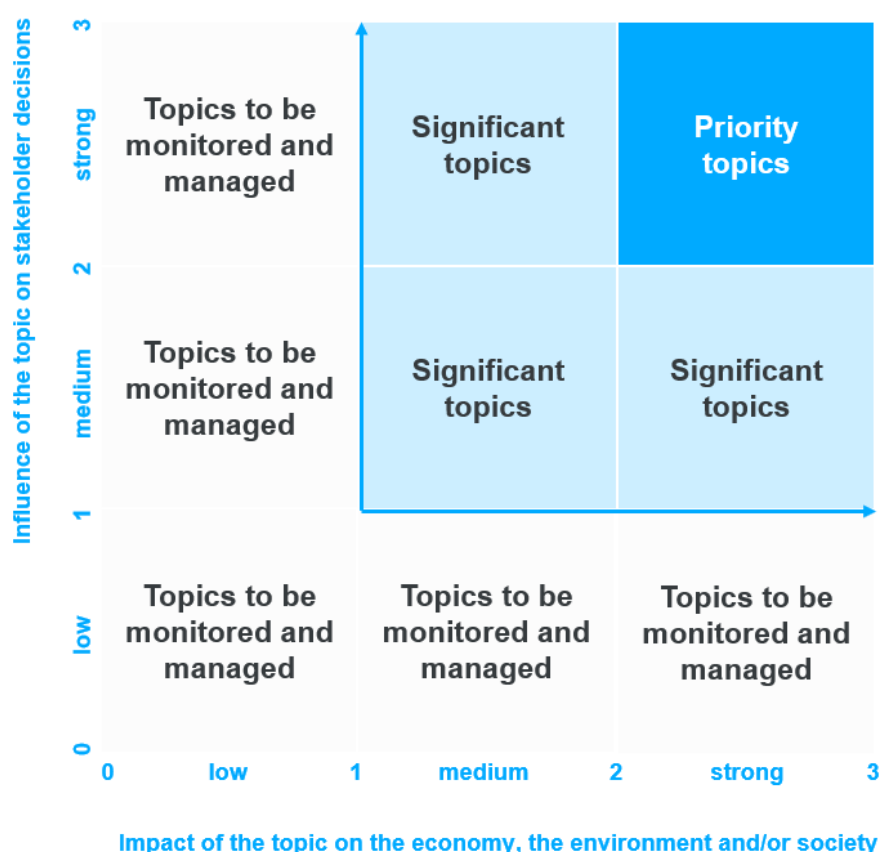 Influence of the topic on stakeholder decisions
3
strong
2
medium
1
low
0
Topics to be
monitored and
managed
Significant
topics
Priority
topics
Topics to be
monitored and
managed
Significant
topics
Significant
topics
Topics to be
monitored and
managed
Topics to be
monitored and
managed
Topics to be
monitored and
managed
0
low
1
medium
2
strong
3
Impact of the topic on the economy, the environment and/or society